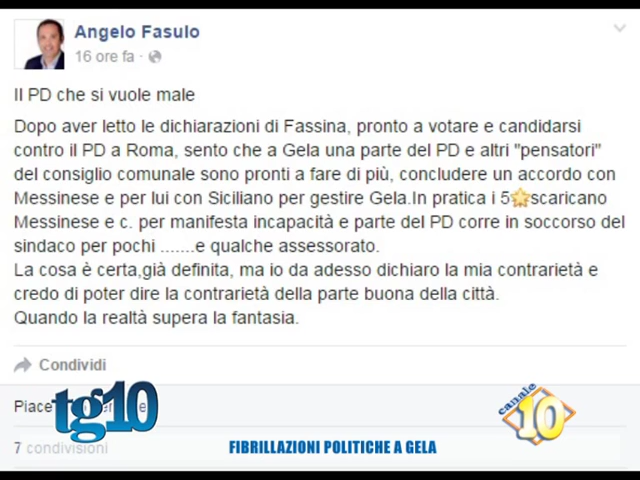 Angelo Fasulo
16 ore fa
Il PD che si vuole male
Dopo aver letto le dichiarazioni di Fassina, pronto a votare e candidarsi
contro il PD a Roma, sento che a Gela una parte del PD e altri "pensatori"
del consiglio comunale sono pronti a fare di più, concludere un accordo con
Messinese e per lui con Siciliano per gestire Gela.In pratica i 5🌟scaricano
Messinese e c. per manifesta incapacità e parte del PD corre in soccorso del
sindaco per pochi .......e qualche assessorato.
La cosa è certa,già definita, ma io da adesso dichiaro la mia contrarietà e
credo di poter dire la contrarietà della parte buona della città.
Quando la realtà supera la fantasia.
Condividi
Piace
tg10
canale 10
7 condivisioni
FIBRILLAZIONI POLITICHE A GELA